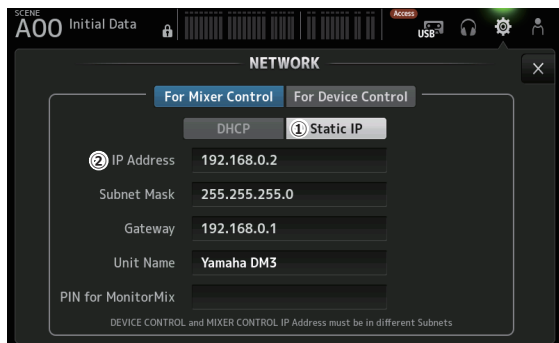 SCENE
A00 Initial Data
Access
USB
NETWORK
For Mixer Control For Device Control
DHCP ① Static IP
② IP Address 192.168.0.2
Subnet Mask 255.255.255.0
Gateway 192.168.0.1
Unit Name Yamaha DM3
PIN for MonitorMix
DEVICE CONTROL and MIXER CONTROL IP Address must be in different Subnets